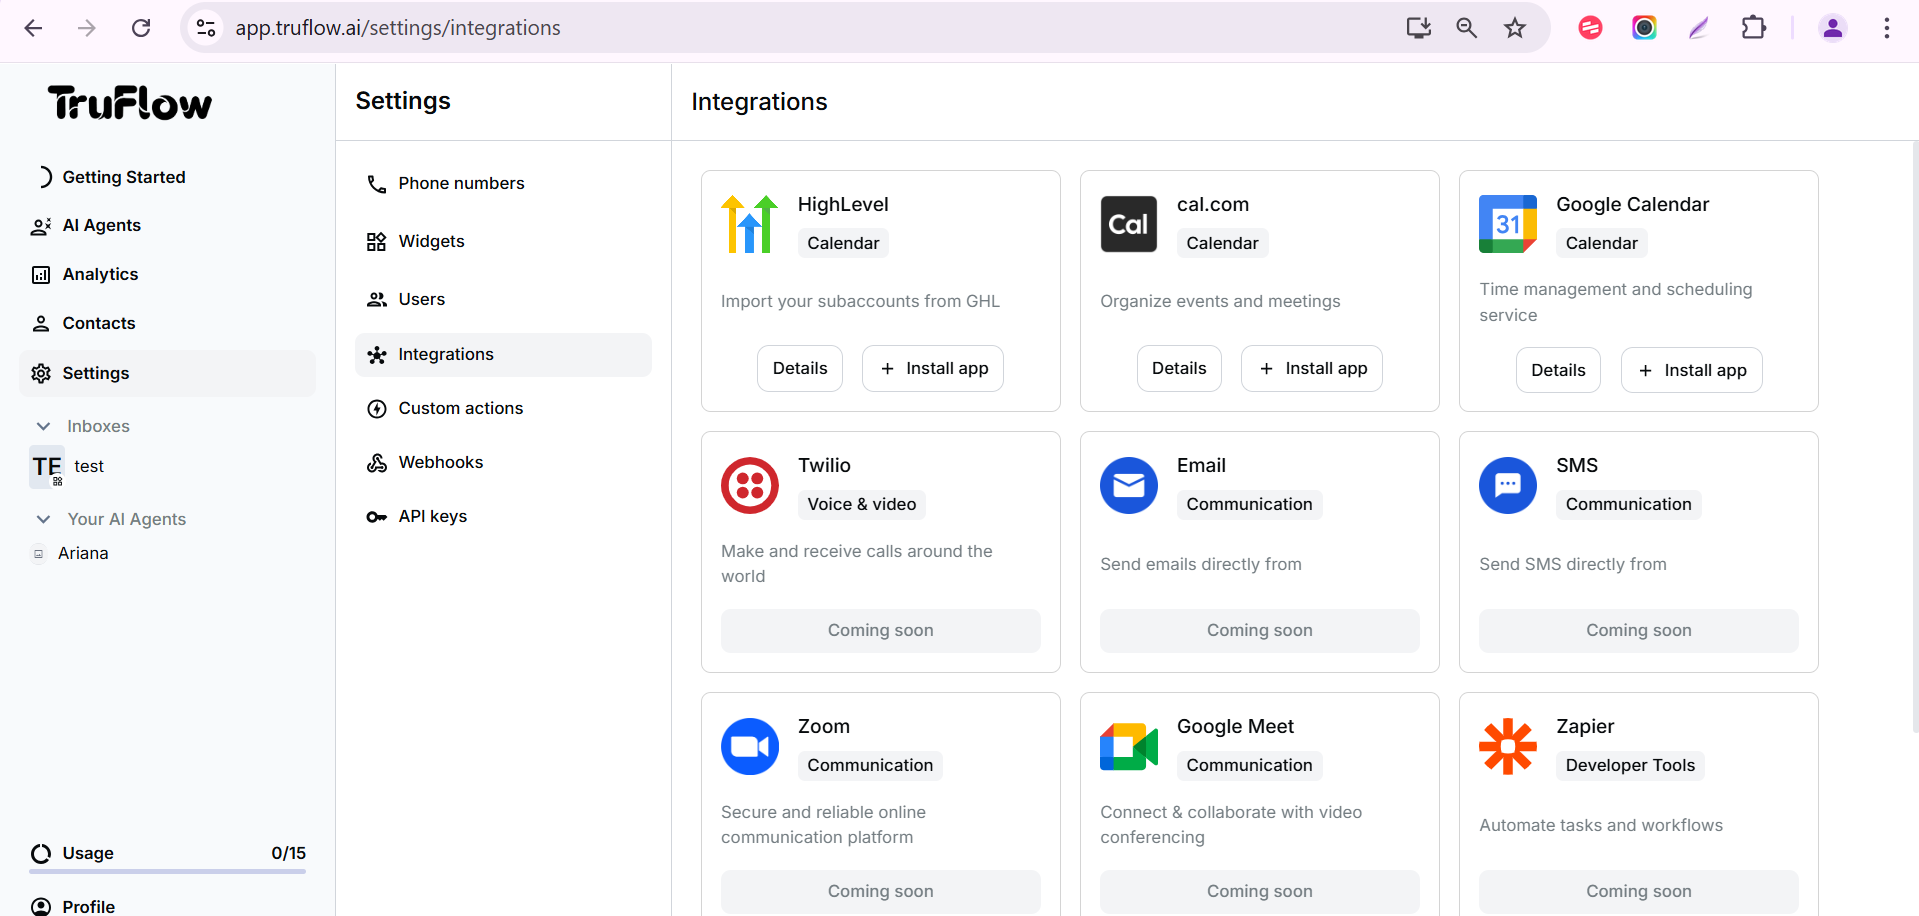 app.truflow.ai/settings/integrations
TruFlow
Getting Started
AI Agents
Analytics
Contacts
Settings
Inboxes
TE
test
Your AI Agents
Ariana
Usage 0/15
Profile
Settings
Phone numbers
Widgets
Users
Integrations
Custom actions
Webhooks
API keys
Integrations
HighLevel
Calendar
Import your subaccounts from GHL
Details
+ Install app
Cal
cal.com
Calendar
Organize events and meetings
Details
+ Install app
31
Google Calendar
Calendar
Time management and scheduling
service
Details
+ Install app
Twilio
Voice & video
Make and receive calls around the
world
Coming soon
Email
Communication
Send emails directly from
Coming soon
SMS
Communication
Send SMS directly from
Coming soon
Zoom
Communication
Secure and reliable online
communication platform
Coming soon
Google Meet
Communication
Connect & collaborate with video
conferencing
Coming soon
Zapier
Developer Tools
Automate tasks and workflows
Coming soon